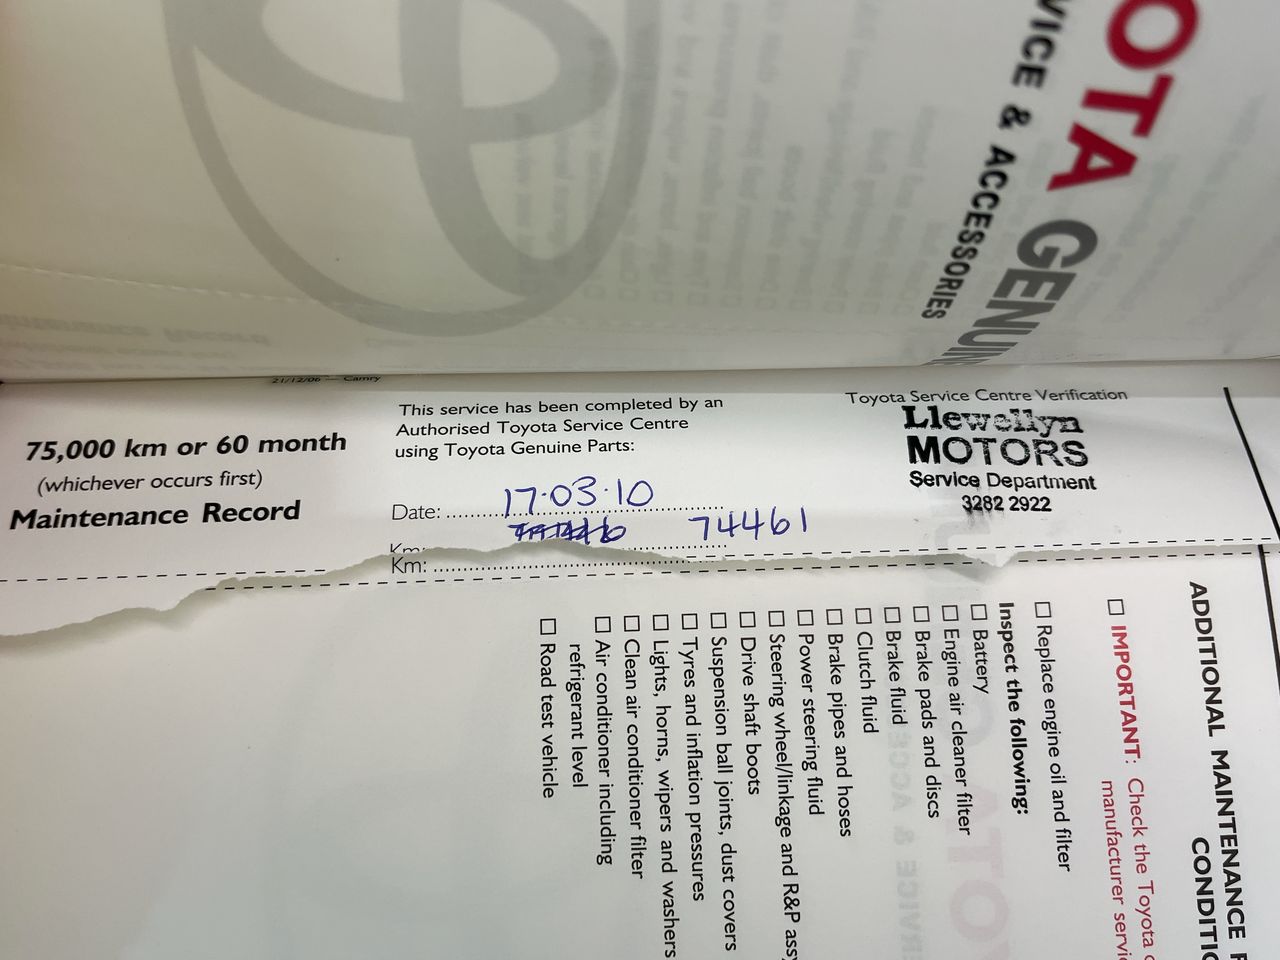 OTA GENUIN
VICE & ACCESSORIES
21/12/06 — Camry
75,000 km or 60 month
(whichever occurs first)
Maintenance Record
This service has been completed by an
Authorised Toyota Service Centre
using Toyota Genuine Parts:
Date: 17.03.10
Km: 74461
Km:
Toyota Service Centre Verification
Llewellyn
MOTORS
Service Department
3282 2922
ADDITIONAL MAINTENANCE F
CONDITIO
☐ IMPORTANT: Check the Toyota
manufacturer servi
☐ Replace engine oil and filter
Inspect the following:
☐ Battery
☐ Engine air cleaner filter
☐ Brake pads and discs
☐ Brake fluid
☐ Clutch fluid
☐ Brake pipes and hoses
☐ Power steering fluid
☐ Steering wheel/linkage and R&P assy
☐ Drive shaft boots
☐ Suspension ball joints, dust covers
☐ Tyres and inflation pressures
☐ Lights, horns, wipers and washers
☐ Clean air conditioner filter
☐ Air conditioner including
refrigerant level
☐ Road test vehicle